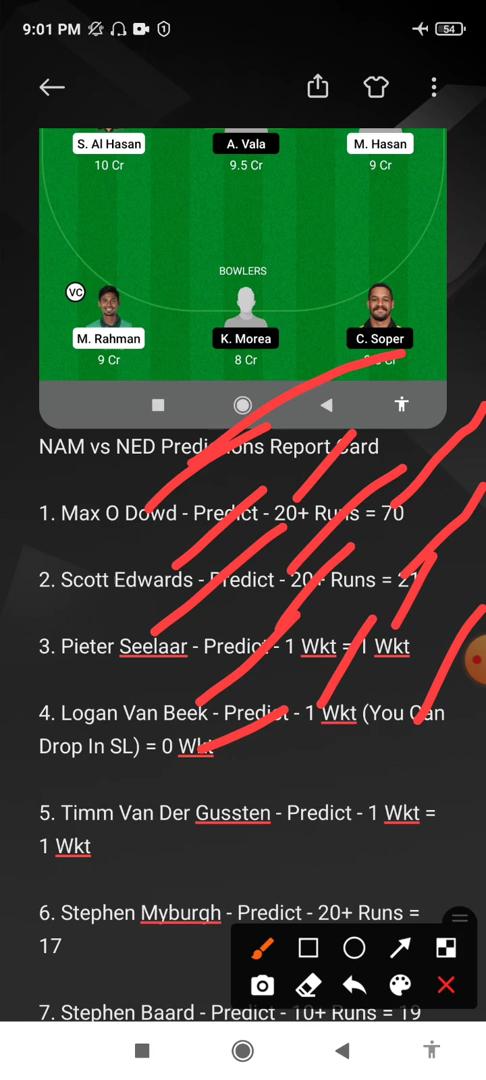 9:01 PM
54
S. Al Hasan A. Vala M. Hasan
10 Cr 9.5 Cr 9 Cr
BOWLERS
VC
M. Rahman K. Morea C. Soper
9 Cr 8 Cr Cr
NAM vs NED Predictions Report Card
1. Max O Dowd - Predict - 20+ Runs = 70
2. Scott Edwards - Predict - 20+ Runs = 21
3. Pieter Seelaar - Predict - 1 Wkt = 1 Wkt
4. Logan Van Beek - Predict - 1 Wkt (You Can
Drop In SL) = 0 Wkt
5. Timm Van Der Gussten - Predict - 1 Wkt =
1 Wkt
6. Stephen Myburgh - Predict - 20+ Runs =
17
7. Stephen Baard - Predict - 10+ Runs = 19